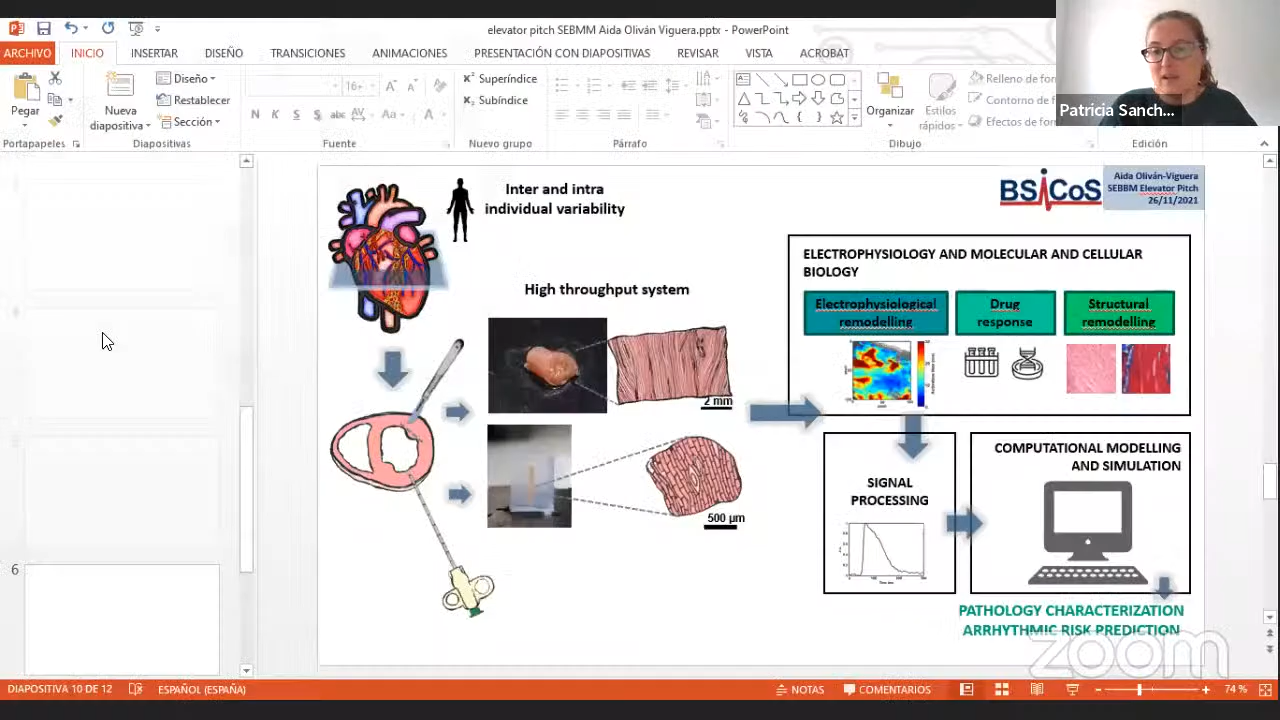 elevator pitch SEBMM Aida Oliván Viguera.pptx - PowerPoint
ARCHIVO INICIO INSERTAR DISEÑO TRANSICIONES ANIMACIONES PRESENTACIÓN CON DIAPOSITIVAS REVISAR VISTA ACROBAT
Pegar
Nueva
diapositiva
Diseño
Restablecer
Sección
16+
N K S S abc AV
Superíndice
Subíndice
Organizar
Estilos
rápidos
Relleno de for
Contorno de
Efectos de for
Portapapeles Diapositivas Fuente Nuevo grupo Párrafo Dibujo Edición
Patricia Sanch...
Inter and intra
individual variability
BSiCoS
Aida Oliván-Viguera
SEBBM Elevator Pitch
26/11/2021
High throughput system
2 mm
500 µm
ELECTROPHYSIOLOGY AND MOLECULAR AND CELLULAR
BIOLOGY
Electrophysiological
remodelling
Drug
response
Structural
remodelling
SIGNAL
PROCESSING
COMPUTATIONAL MODELLING
AND SIMULATION
PATHOLOGY CHARACTERIZATION
ARRHYTHMIC RISK PREDICTION
zoom
6
DIAPOSITIVA 10 DE 12 ESPAÑOL (ESPAÑA) NOTAS COMENTARIOS 74 %